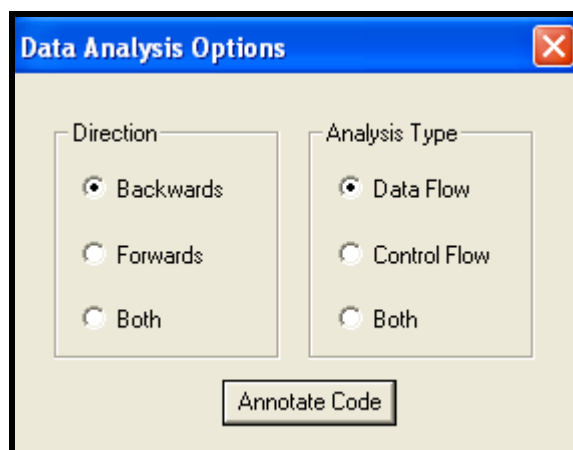 Data Analysis Options
Direction
Backwards
Forwards
Both
Analysis Type
Data Flow
Control Flow
Both
Annotate Code